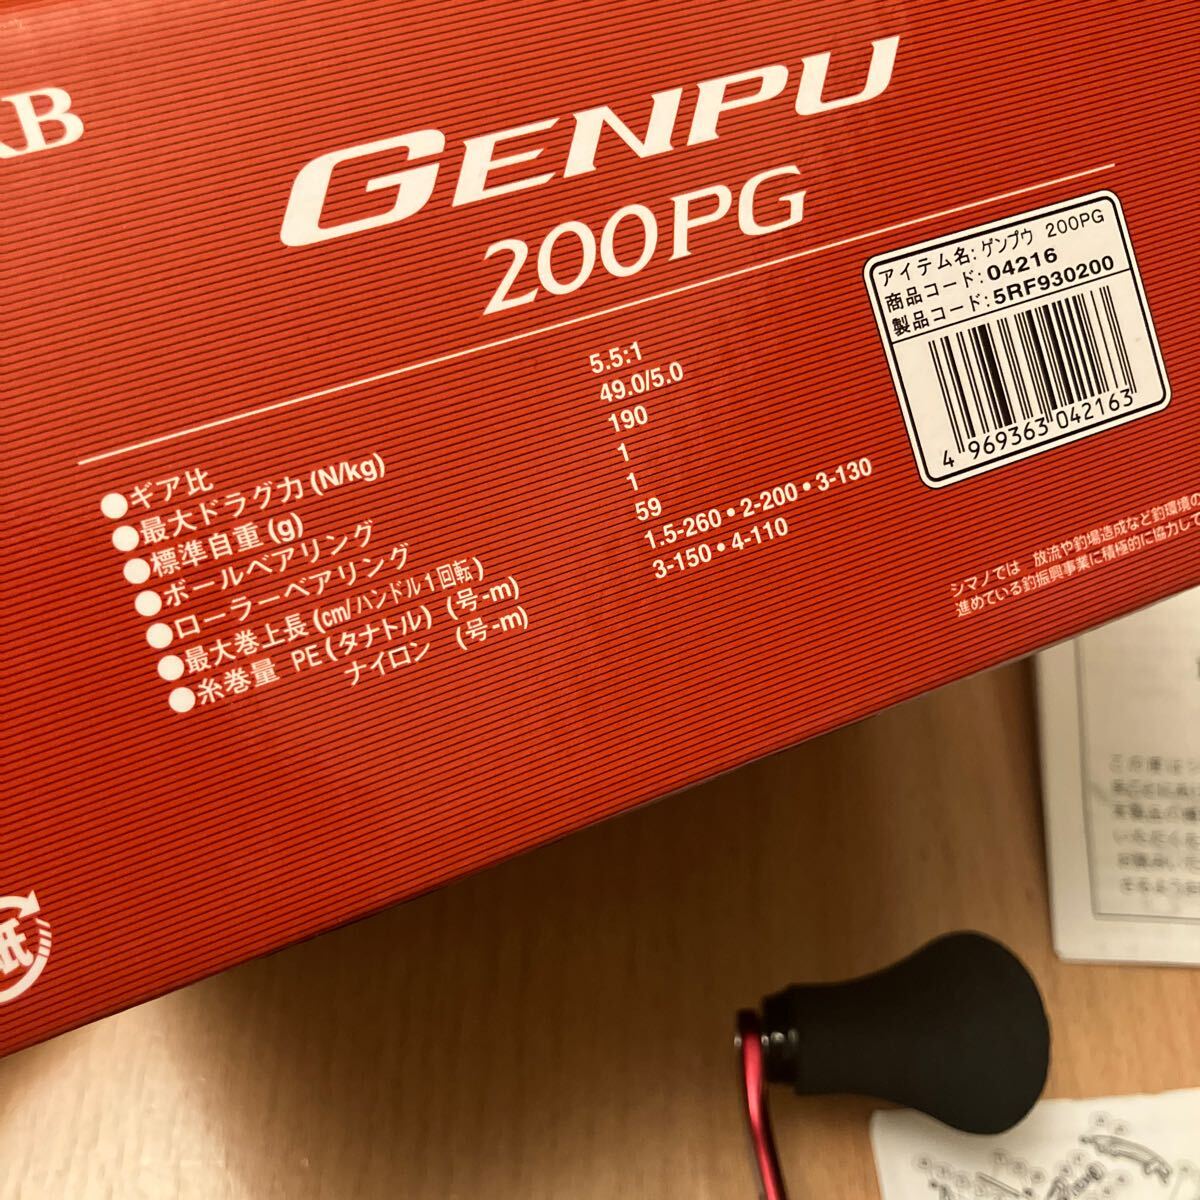 GENPU
200PG
アイテム名:ゲンプウ 200PG
商品コード:04216
製品コード:5RF930200
4 969363 042163
●ギア比 5.5:1
●最大ドラグ力(N/kg) 49.0/5.0
●標準自重(g) 190
●ボールベアリング 1
●ローラーベアリング 1
●最大巻上長(cm/ハンドル1回転) 59
●糸巻量 PE(タナトル)(号-m) 1.5-260・2-200・3-130
ナイロン (号-m) 3-150・4-110
シマノでは 放流や釣場造成など釣環境の
進めている釣振興事業に積極的に協力し
紙
この度は